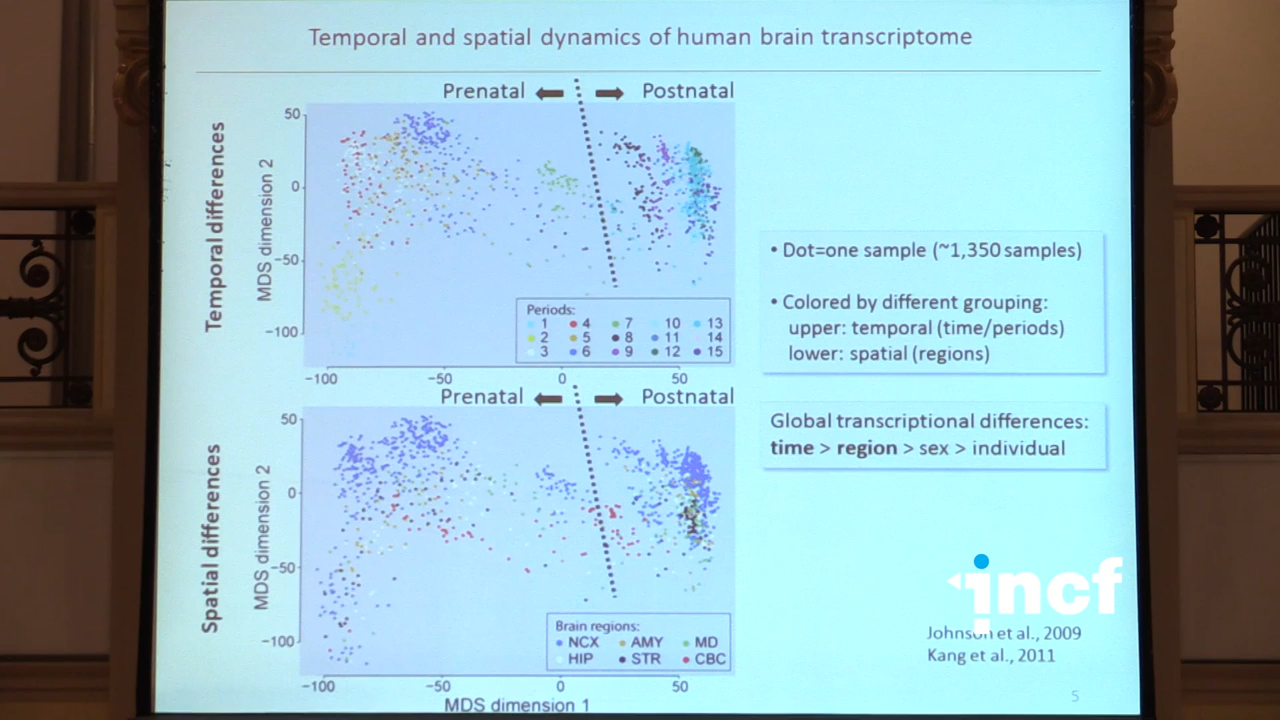 Temporal and spatial dynamics of human brain transcriptome
Prenatal
Postnatal
Temporal differences
MDS dimension 2
50
0
−50
−100
Periods:
1 4 7 10 13
2 5 8 11 14
3 6 9 12 15
−100 −50 0 50
Prenatal
Postnatal
Spatial differences
MDS dimension 2
50
0
−50
−100
Brain regions:
NCX AMY MD
HIP STR CBC
−100 −50 0 50
MDS dimension 1
• Dot=one sample (~1,350 samples)
• Colored by different grouping:
upper: temporal (time/periods)
lower: spatial (regions)
Global transcriptional differences:
time > region > sex > individual
incf
Johnson et al., 2009
Kang et al., 2011
5